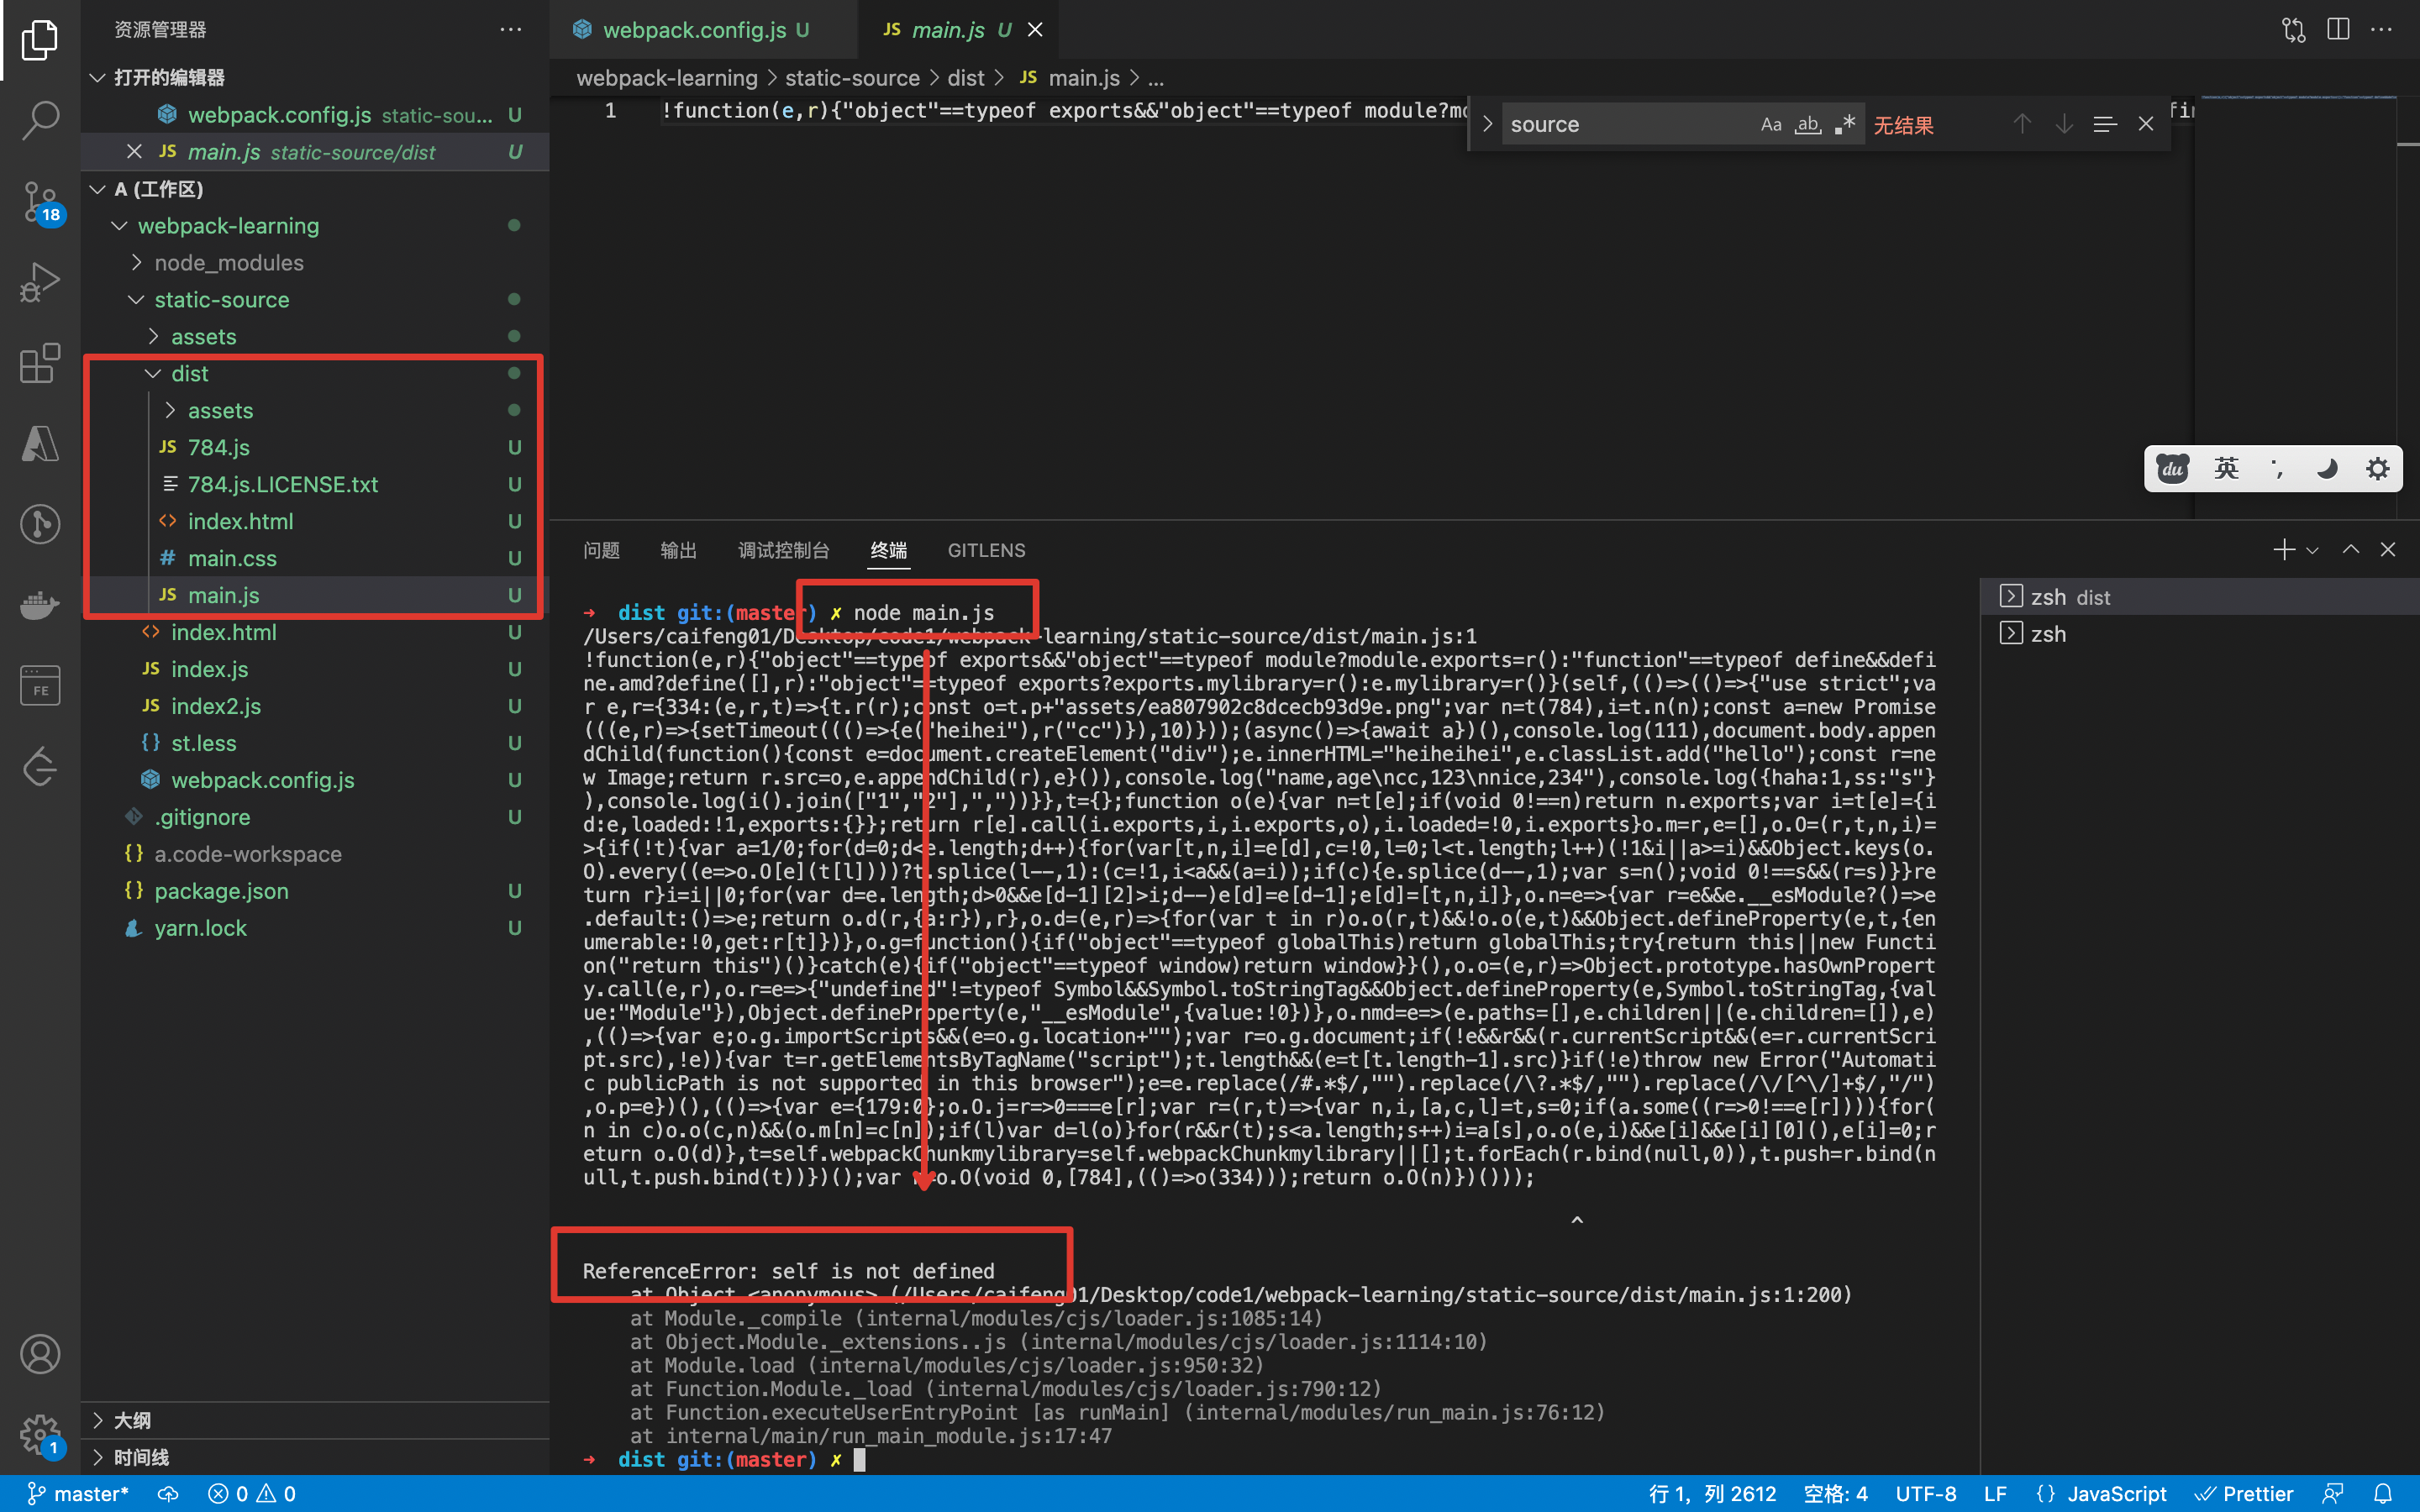 资源管理器
打开的编辑器
webpack.config.js static-sou... U
JS main.js static-source/dist U
A (工作区)
webpack-learning
node_modules
static-source
assets
dist
assets
JS 784.js U
784.js.LICENSE.txt U
<> index.html U
# main.css U
JS main.js U
<> index.html U
JS index.js U
JS index2.js U
{} st.less U
webpack.config.js U
.gitignore U
{} a.code-workspace
{} package.json U
yarn.lock U
大纲
时间线
18
FE
1
webpack.config.js U
JS main.js U
webpack-learning > static-source > dist > JS main.js > ...
1 !function(e,r){"object"==typeof exports&&"object"==typeof module?mo
source Aa ab .* 无结果
fi
du 英
问题 输出 调试控制台 终端 GITLENS
→ dist git:(master) ✗ node main.js
/Users/caifeng01/Desktop/code1/webpack-learning/static-source/dist/main.js:1
!function(e,r){"object"==typeof exports&&"object"==typeof module?module.exports=r():"function"==typeof define&&defi
ne.amd?define([],r):"object"==typeof exports?exports.mylibrary=r():e.mylibrary=r()}(self,(()=>(()=>{"use strict";va
r e,r={334:(e,r,t)=>{t.r(r);const o=t.p+"assets/ea807902c8dcecb93d9e.png";var n=t(784),i=t.n(n);const a=new Promise
(((e,r)=>{setTimeout((()=>{e("heihei"),r("cc")}),10)}));(async()=>{await a})(),console.log(111),document.body.appen
dChild(function(){const e=document.createElement("div");e.innerHTML="heiheihei",e.classList.add("hello");const r=ne
w Image;return r.src=o,e.appendChild(r),e}()),console.log("name,age\ncc,123\nnice,234"),console.log({haha:1,ss:"s"}
),console.log(i().join(["1","2"],","))}},t={};function o(e){var n=t[e];if(void 0!==n)return n.exports;var i=t[e]={i
d:e,loaded:!1,exports:{}};return r[e].call(i.exports,i,i.exports,o),i.loaded=!0,i.exports}o.m=r,e=[],o.O=(r,t,n,i)=
>{if(!t){var a=1/0;for(d=0;d<e.length;d++){for(var[t,n,i]=e[d],c=!0,l=0;l<t.length;l++)(!1&i||a>=i)&&Object.keys(o.
O).every((e=>o.O[e](t[l])))?t.splice(l--,1):(c=!1,i<a&&(a=i));if(c){e.splice(d--,1);var s=n();void 0!==s&&(r=s)}}re
turn r}i=i||0;for(var d=e.length;d>0&&e[d-1][2]>i;d--)e[d]=e[d-1];e[d]=[t,n,i]},o.n=e=>{var r=e&&e.__esModule?()=>e
.default:()=>e;return o.d(r,{a:r}),r},o.d=(e,r)=>{for(var t in r)o.o(r,t)&&!o.o(e,t)&&Object.defineProperty(e,t,{en
umerable:!0,get:r[t]})},o.g=function(){if("object"==typeof globalThis)return globalThis;try{return this||new Functi
on("return this")()}catch(e){if("object"==typeof window)return window}}(),o.o=(e,r)=>Object.prototype.hasOwnPropert
y.call(e,r),o.r=e=>{"undefined"!=typeof Symbol&&Symbol.toStringTag&&Object.defineProperty(e,Symbol.toStringTag,{val
ue:"Module"}),Object.defineProperty(e,"__esModule",{value:!0})},o.nmd=e=>(e.paths=[],e.children||(e.children=[]),e)
,(()=>{var e;o.g.importScripts&&(e=o.g.location+"");var r=o.g.document;if(!e&&r&&(r.currentScript&&(e=r.currentScri
pt.src),!e)){var t=r.getElementsByTagName("script");t.length&&(e=t[t.length-1].src)}if(!e)throw new Error("Automati
c publicPath is not supported in this browser");e=e.replace(/#.*$/,"").replace(/\?.*$/,"").replace(/\/[^\/]+$/,"/")
,o.p=e})(),(()=>{var e={179:0};o.O.j=r=>0===e[r];var r=(r,t)=>{var n,i,[a,c,l]=t,s=0;if(a.some((r=>0!==e[r]))){for(
n in c)o.o(c,n)&&(o.m[n]=c[n]);if(l)var d=l(o)}for(r&&r(t);s<a.length;s++)i=a[s],o.o(e,i)&&e[i]&&e[i][0](),e[i]=0;r
eturn o.O(d)},t=self.webpackChunkmylibrary=self.webpackChunkmylibrary||[];t.forEach(r.bind(null,0)),t.push=r.bind(n
ull,t.push.bind(t))})();var n=o.O(void 0,[784],(()=>o(334)));return o.O(n)})()));
^
ReferenceError: self is not defined
at Object.<anonymous> (/Users/caifeng01/Desktop/code1/webpack-learning/static-source/dist/main.js:1:200)
at Module._compile (internal/modules/cjs/loader.js:1085:14)
at Object.Module._extensions..js (internal/modules/cjs/loader.js:1114:10)
at Module.load (internal/modules/cjs/loader.js:950:32)
at Function.Module._load (internal/modules/cjs/loader.js:790:12)
at Function.executeUserEntryPoint [as runMain] (internal/modules/run_main.js:76:12)
at internal/main/run_main_module.js:17:47
→ dist git:(master) ✗
zsh dist
zsh
master* 0 0
行 1，列 2612 空格: 4 UTF-8 LF {} JavaScript Prettier